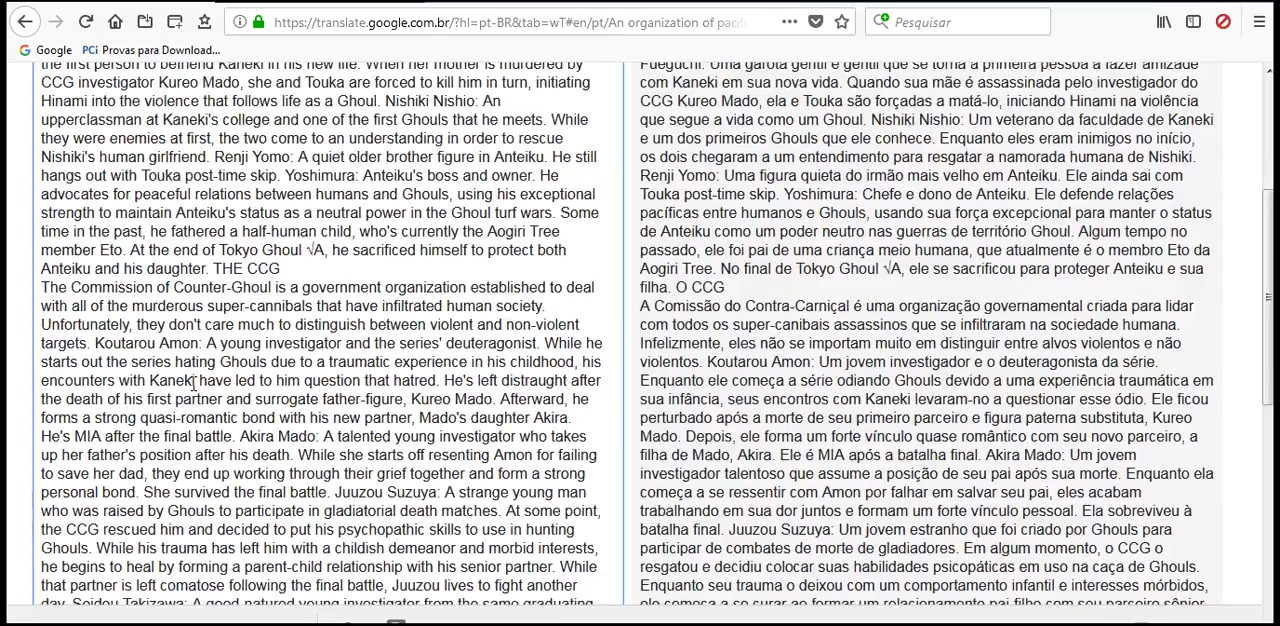 https://translate.google.com.br/?hl=pt-BR&tab=wT#en/pt/An organization of pacif
Pesquisar
Google PCi Provas para Download...
the first person to befriend Kaneki in his new life. When her mother is murdered by
CCG investigator Kureo Mado, she and Touka are forced to kill him in turn, initiating
Hinami into the violence that follows life as a Ghoul. Nishiki Nishio: An
upperclassman at Kaneki's college and one of the first Ghouls that he meets. While
they were enemies at first, the two come to an understanding in order to rescue
Nishiki's human girlfriend. Renji Yomo: A quiet older brother figure in Anteiku. He still
hangs out with Touka post-time skip. Yoshimura: Anteiku's boss and owner. He
advocates for peaceful relations between humans and Ghouls, using his exceptional
strength to maintain Anteiku's status as a neutral power in the Ghoul turf wars. Some
time in the past, he fathered a half-human child, who's currently the Aogiri Tree
member Eto. At the end of Tokyo Ghoul √A, he sacrificed himself to protect both
Anteiku and his daughter. THE CCG
The Commission of Counter-Ghoul is a government organization established to deal
with all of the murderous super-cannibals that have infiltrated human society.
Unfortunately, they don't care much to distinguish between violent and non-violent
targets. Koutarou Amon: A young investigator and the series' deuteragonist. While he
starts out the series hating Ghouls due to a traumatic experience in his childhood, his
encounters with Kaneki have led to him question that hatred. He's left distraught after
the death of his first partner and surrogate father-figure, Kureo Mado. Afterward, he
forms a strong quasi-romantic bond with his new partner, Mado's daughter Akira.
He's MIA after the final battle. Akira Mado: A talented young investigator who takes
up her father's position after his death. While she starts off resenting Amon for failing
to save her dad, they end up working through their grief together and form a strong
personal bond. She survived the final battle. Juuzou Suzuya: A strange young man
who was raised by Ghouls to participate in gladiatorial death matches. At some point,
the CCG rescued him and decided to put his psychopathic skills to use in hunting
Ghouls. While his trauma has left him with a childish demeanor and morbid interests,
he begins to heal by forming a parent-child relationship with his senior partner. While
that partner is left comatose following the final battle, Juuzou lives to fight another
day. Seidou Takizawa: A good natured young investigator from the same graduating
Fueguchi. Uma garota gentil e gentil que se torna a primeira pessoa a fazer amizade
com Kaneki em sua nova vida. Quando sua mãe é assassinada pelo investigador do
CCG Kureo Mado, ela e Touka são forçadas a matá-lo, iniciando Hinami na violência
que segue a vida como um Ghoul. Nishiki Nishio: Um veterano da faculdade de Kaneki
e um dos primeiros Ghouls que ele conhece. Enquanto eles eram inimigos no início,
os dois chegaram a um entendimento para resgatar a namorada humana de Nishiki.
Renji Yomo: Uma figura quieta do irmão mais velho em Anteiku. Ele ainda sai com
Touka post-time skip. Yoshimura: Chefe e dono de Anteiku. Ele defende relações
pacíficas entre humanos e Ghouls, usando sua força excepcional para manter o status
de Anteiku como um poder neutro nas guerras de território Ghoul. Algum tempo no
passado, ele foi pai de uma criança meio humana, que atualmente é o membro Eto da
Aogiri Tree. No final de Tokyo Ghoul √A, ele se sacrificou para proteger Anteiku e sua
filha. O CCG
A Comissão do Contra-Carniçal é uma organização governamental criada para lidar
com todos os super-canibais assassinos que se infiltraram na sociedade humana.
Infelizmente, eles não se importam muito em distinguir entre alvos violentos e não
violentos. Koutarou Amon: Um jovem investigador e o deuteragonista da série.
Enquanto ele começa a série odiando Ghouls devido a uma experiência traumática em
sua infância, seus encontros com Kaneki levaram-no a questionar esse ódio. Ele ficou
perturbado após a morte de seu primeiro parceiro e figura paterna substituta, Kureo
Mado. Depois, ele forma um forte vínculo quase romântico com seu novo parceiro, a
filha de Mado, Akira. Ele é MIA após a batalha final. Akira Mado: Um jovem
investigador talentoso que assume a posição de seu pai após sua morte. Enquanto ela
começa a se ressentir com Amon por falhar em salvar seu pai, eles acabam
trabalhando em sua dor juntos e formam um forte vínculo pessoal. Ela sobreviveu à
batalha final. Juuzou Suzuya: Um jovem estranho que foi criado por Ghouls para
participar de combates de morte de gladiadores. Em algum momento, o CCG o
resgatou e decidiu colocar suas habilidades psicopáticas em uso na caça de Ghouls.
Enquanto seu trauma o deixou com um comportamento infantil e interesses mórbidos,
ele começa a se curar ao formar um relacionamento pai filho com seu parceiro sênior